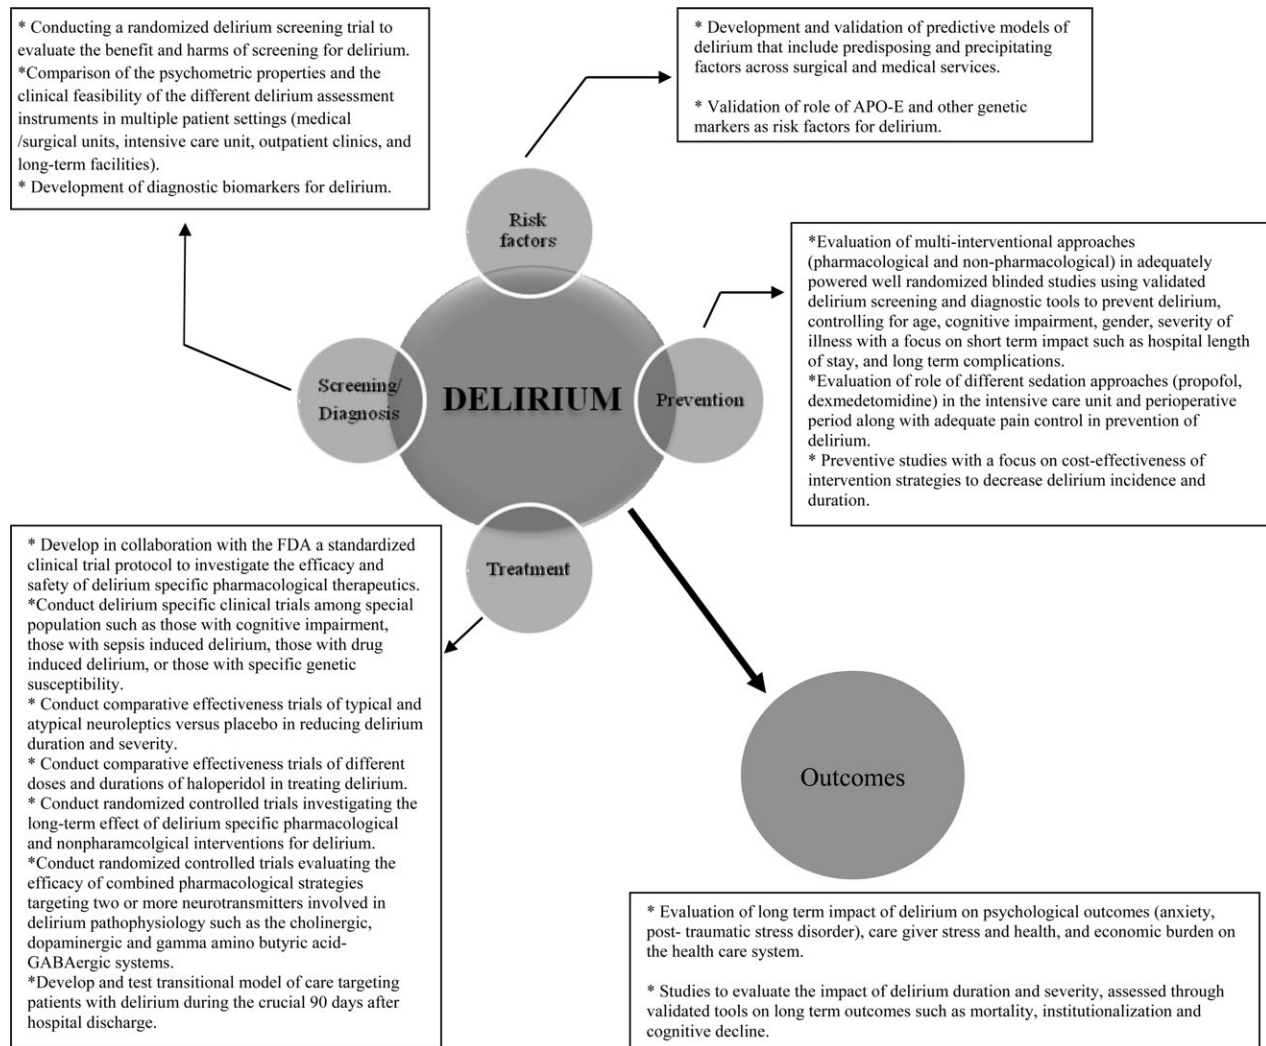 * Conducting a randomized delirium screening trial to
evaluate the benefit and harms of screening for delirium.
*Comparison of the psychometric properties and the
clinical feasibility of the different delirium assessment
instruments in multiple patient settings (medical
/surgical units, intensive care unit, outpatient clinics, and
long-term facilities).
* Development of diagnostic biomarkers for delirium.
* Development and validation of predictive models of
delirium that include predisposing and precipitating
factors across surgical and medical services.
* Validation of role of APO-E and other genetic
markers as risk factors for delirium.
Risk
factors
*Evaluation of multi-interventional approaches
(pharmacological and non-pharmacological) in adequately
powered well randomized blinded studies using validated
delirium screening and diagnostic tools to prevent delirium,
controlling for age, cognitive impairment, gender, severity of
illness with a focus on short term impact such as hospital length
of stay, and long term complications.
*Evaluation of role of different sedation approaches (propofol,
dexmedetomidine) in the intensive care unit and perioperative
period along with adequate pain control in prevention of
delirium.
* Preventive studies with a focus on cost-effectiveness of
intervention strategies to decrease delirium incidence and
duration.
Screening/
Diagnosis
DELIRIUM
Prevention
Treatment
* Develop in collaboration with the FDA a standardized
clinical trial protocol to investigate the efficacy and
safety of delirium specific pharmacological therapeutics.
*Conduct delirium specific clinical trials among special
population such as those with cognitive impairment,
those with sepsis induced delirium, those with drug
induced delirium, or those with specific genetic
susceptibility.
* Conduct comparative effectiveness trials of typical and
atypical neuroleptics versus placebo in reducing delirium
duration and severity.
* Conduct comparative effectiveness trials of different
doses and durations of haloperidol in treating delirium.
* Conduct randomized controlled trials investigating the
long-term effect of delirium specific pharmacological
and nonpharamcolgical interventions for delirium.
*Conduct randomized controlled trials evaluating the
efficacy of combined pharmacological strategies
targeting two or more neurotransmitters involved in
delirium pathophysiology such as the cholinergic,
dopaminergic and gamma amino butyric acid-
GABAergic systems.
*Develop and test transitional model of care targeting
patients with delirium during the crucial 90 days after
hospital discharge.
Outcomes
* Evaluation of long term impact of delirium on psychological outcomes (anxiety,
post- traumatic stress disorder), care giver stress and health, and economic burden on
the health care system.
* Studies to evaluate the impact of delirium duration and severity, assessed through
validated tools on long term outcomes such as mortality, institutionalization and
cognitive decline.